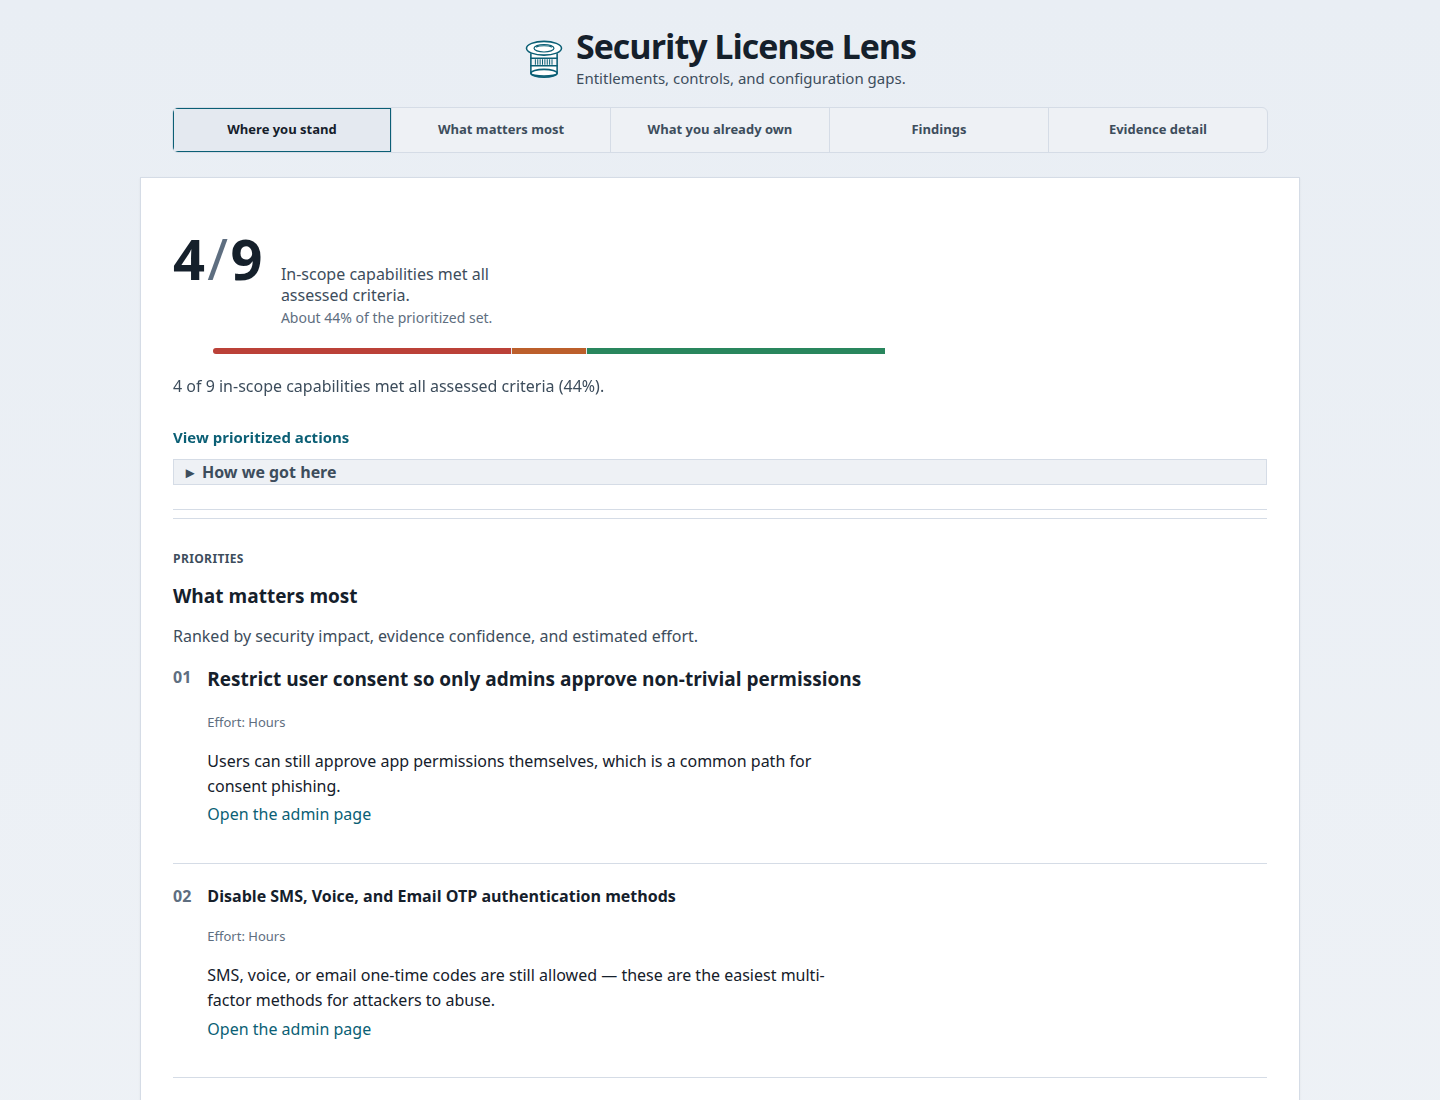 Security License Lens
Entitlements, controls, and configuration gaps.
Where you stand
What matters most
What you already own
Findings
Evidence detail
4/9
In-scope capabilities met all
assessed criteria.
About 44% of the prioritized set.
4 of 9 in-scope capabilities met all assessed criteria (44%).
View prioritized actions
▶ How we got here
PRIORITIES
What matters most
Ranked by security impact, evidence confidence, and estimated effort.
01 Restrict user consent so only admins approve non-trivial permissions
Effort: Hours
Users can still approve app permissions themselves, which is a common path for
consent phishing.
Open the admin page
02 Disable SMS, Voice, and Email OTP authentication methods
Effort: Hours
SMS, voice, or email one-time codes are still allowed — these are the easiest multi-
factor methods for attackers to abuse.
Open the admin page